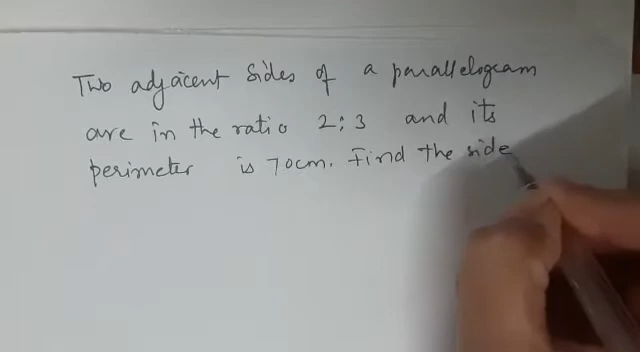 Two adjacent sides of a parallelogram
are in the ratio 2:3 and its
perimeter is 70cm. Find the side